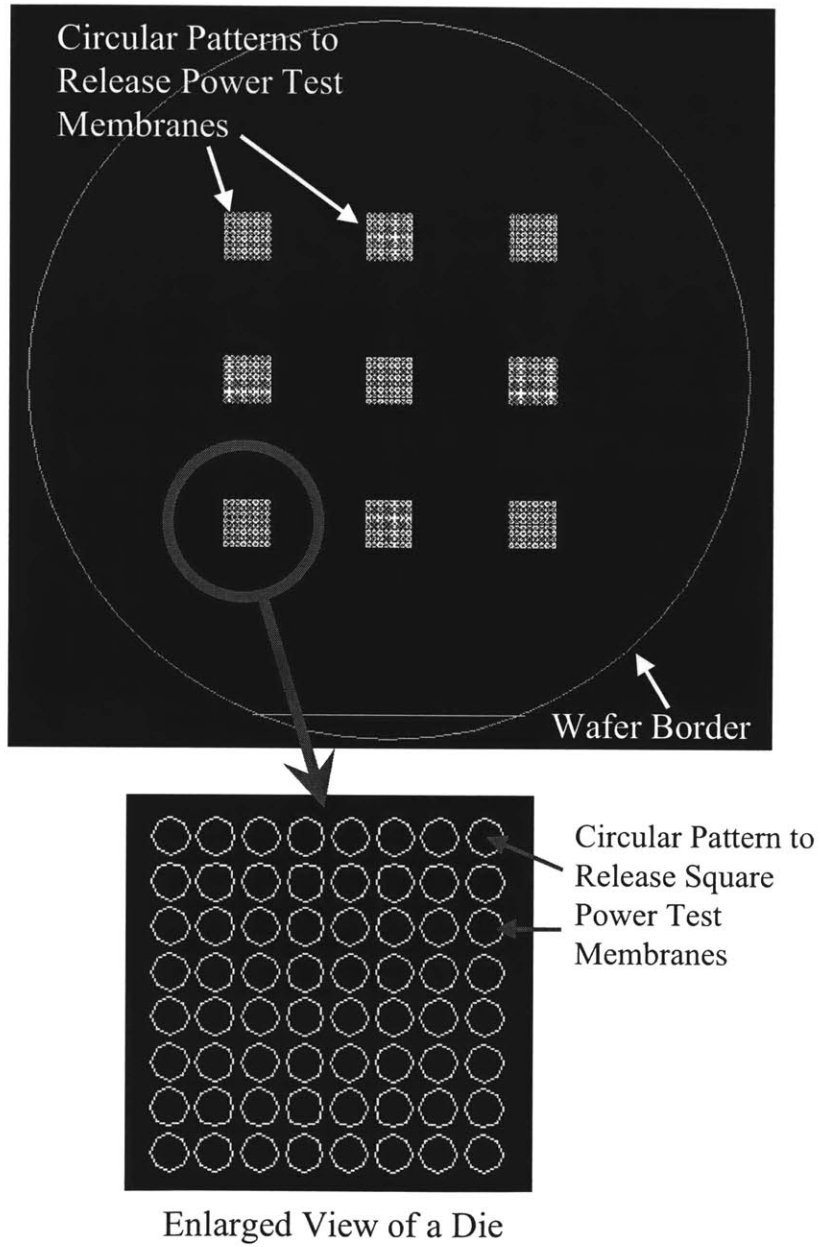 Circular Patterns to
Release Power Test
Membranes
Wafer Border
Circular Pattern to
Release Square
Power Test
Membranes
Enlarged View of a Die